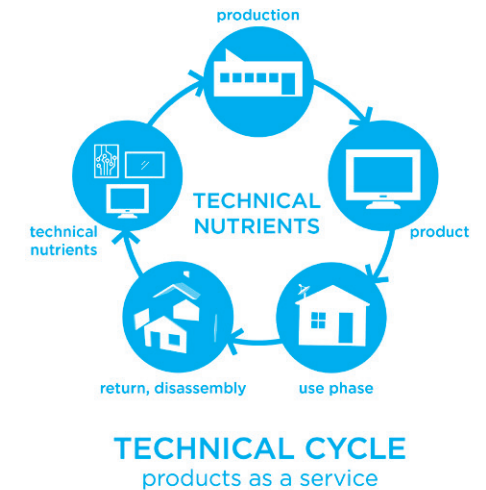 production
TECHNICAL
NUTRIENTS
technical
nutrients
product
return, disassembly
use phase
TECHNICAL CYCLE
products as a service